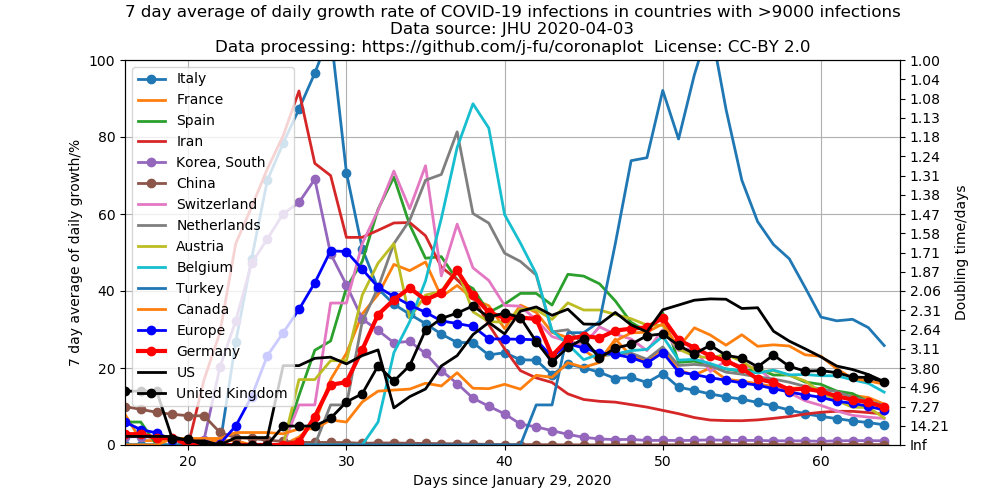 7 day average of daily growth rate of COVID-19 infections in countries with >9000 infections
Data source: JHU 2020-04-03
Data processing: https://github.com/j-fu/coronaplot  License: CC-BY 2.0
7 day average of daily growth/%
100
80
60
40
20
0
Italy
France
Spain
Iran
Korea, South
China
Switzerland
Netherlands
Austria
Belgium
Turkey
Canada
Europe
Germany
US
United Kingdom
1.00
1.04
1.08
1.13
1.18
1.24
1.31
1.38
1.47
1.58
1.71
1.87
2.06
2.31
2.64
3.11
3.80
4.96
7.27
14.21
Inf
Doubling time/days
20
30
40
50
60
Days since January 29, 2020